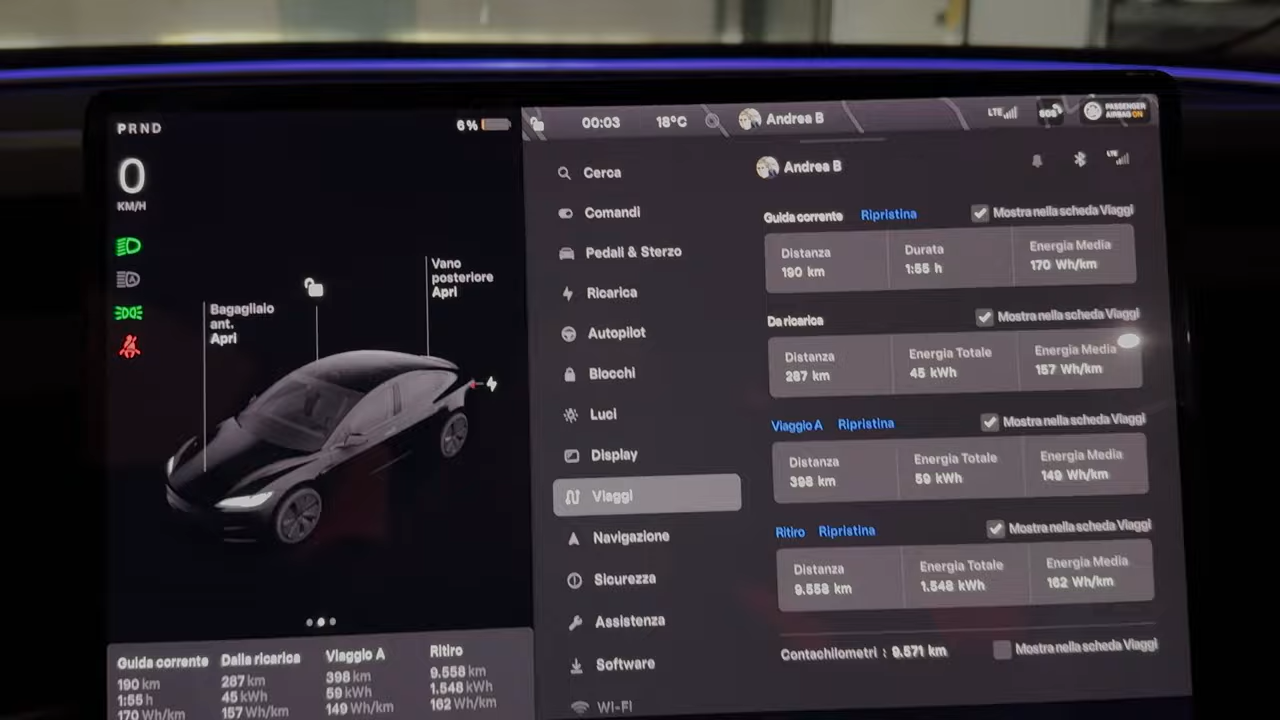 PRND
6 %
0
KM/H
Bagagliaio
ant.
Apri
Vano
posteriore
Apri
Guida corrente
190 km
1:55 h
170 Wh/km
Dalla ricarica
287 km
45 kWh
157 Wh/km
Viaggio A
398 km
59 kWh
149 Wh/km
Ritiro
9.558 km
1.548 kWh
162 Wh/km
00:03 18°C Andrea B LTE SOS PASSENGER
AIRBAG ON
Cerca
Comandi
Pedali & Sterzo
Ricarica
Autopilot
Blocchi
Luci
Display
Viaggi
Navigazione
Sicurezza
Assistenza
Software
Wi-Fi
Andrea B LTE
Guida corrente Ripristina Mostra nella scheda Viaggi
Distanza Durata Energia Media
190 km 1:55 h 170 Wh/km
Da ricarica Mostra nella scheda Viaggi
Distanza Energia Totale Energia Media
287 km 45 kWh 157 Wh/km
Viaggio A Ripristina Mostra nella scheda Viaggi
Distanza Energia Totale Energia Media
398 km 59 kWh 149 Wh/km
Ritiro Ripristina Mostra nella scheda Viaggi
Distanza Energia Totale Energia Media
9.558 km 1.548 kWh 162 Wh/km
Contachilometri : 9.571 km Mostra nella scheda Viaggi